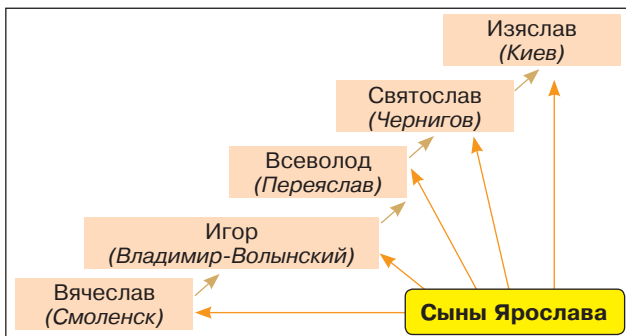 Изяслав
(Киев)
Святослав
(Чернигов)
Всеволод
(Переяслав)
Игор
(Владимир-Волынский)
Вячеслав
(Смоленск)
Сыны Ярослава